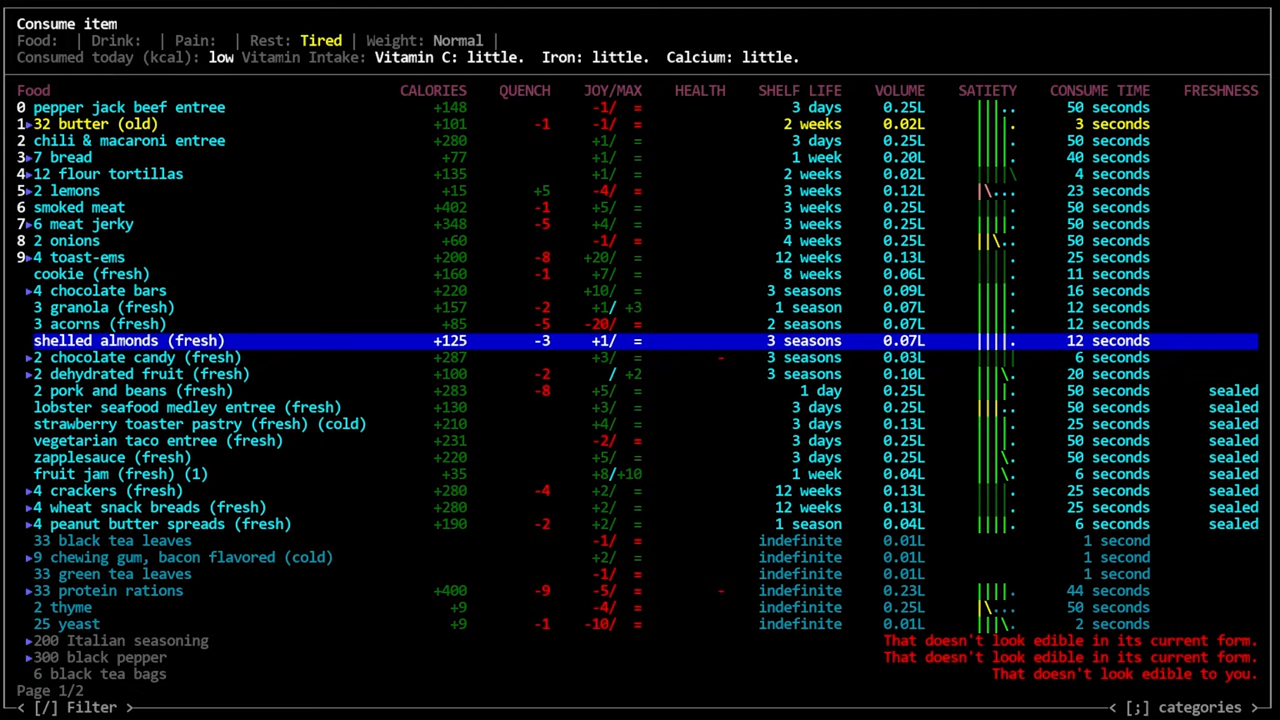 Consume item
Food:  | Drink:  | Pain:  | Rest: Tired | Weight: Normal |
Consumed today (kcal): low Vitamin Intake: Vitamin C: little.  Iron: little.  Calcium: little.
Food CALORIES QUENCH JOY/MAX HEALTH SHELF LIFE VOLUME SATIETY CONSUME TIME FRESHNESS
0 pepper jack beef entree +148 -1/ = 3 days 0.25L |||.. 50 seconds
1▸32 butter (old) +101 -1 -1/ = 2 weeks 0.02L ||||. 3 seconds
2 chili & macaroni entree +280 +1/ = 3 days 0.25L ||||. 50 seconds
3▸7 bread +77 +1/ = 1 week 0.20L ||||. 40 seconds
4▸12 flour tortillas +135 +1/ = 2 weeks 0.02L ||||\ 4 seconds
5▸2 lemons +15 +5 -4/ = 3 weeks 0.12L |\... 23 seconds
6 smoked meat +402 -1 +5/ = 3 weeks 0.25L ||||. 50 seconds
7▸6 meat jerky +348 -5 +4/ = 3 weeks 0.25L ||||. 50 seconds
8 2 onions +60 -1/ = 4 weeks 0.25L ||\.. 50 seconds
9▸4 toast-ems +200 -8 +20/ = 12 weeks 0.13L ||||. 25 seconds
cookie (fresh) +160 -1 +7/ = 8 weeks 0.06L ||||. 11 seconds
▸4 chocolate bars +220 +10/ = 3 seasons 0.09L ||||. 16 seconds
3 granola (fresh) +157 -2 +1/ +3 1 season 0.07L ||||. 12 seconds
3 acorns (fresh) +85 -5 -20/ = 2 seasons 0.07L ||||. 12 seconds
shelled almonds (fresh) +125 -3 +1/ = 3 seasons 0.07L ||||. 12 seconds
▸2 chocolate candy (fresh) +287 +3/ = - 3 seasons 0.03L ||||| 6 seconds
▸2 dehydrated fruit (fresh) +100 -2 / +2 3 seasons 0.10L |||\. 20 seconds
2 pork and beans (fresh) +283 -8 +5/ = 1 day 0.25L ||||. 50 seconds sealed
lobster seafood medley entree (fresh) +130 +3/ = 3 days 0.25L |||.. 50 seconds sealed
strawberry toaster pastry (fresh) (cold) +210 +4/ = 3 days 0.13L ||||. 25 seconds sealed
vegetarian taco entree (fresh) +231 -2/ = 3 days 0.25L ||||. 50 seconds sealed
zapplesauce (fresh) +220 +5/ = 3 days 0.25L |||\. 50 seconds sealed
fruit jam (fresh) (1) +35 +8/+10 1 week 0.04L |||\. 6 seconds sealed
▸4 crackers (fresh) +280 -4 +2/ = 12 weeks 0.13L ||||. 25 seconds sealed
▸4 wheat snack breads (fresh) +280 +2/ = 12 weeks 0.13L ||||. 25 seconds sealed
▸4 peanut butter spreads (fresh) +190 -2 +2/ = 1 season 0.04L ||||. 6 seconds sealed
33 black tea leaves -1/ = indefinite 0.01L 1 second
▸9 chewing gum, bacon flavored (cold) +2/ = indefinite 0.01L 1 second
33 green tea leaves -1/ = indefinite 0.01L 1 second
▸33 protein rations +400 -9 -5/ = - indefinite 0.23L ||||. 44 seconds
2 thyme +9 -4/ = indefinite 0.25L |\... 50 seconds
25 yeast +9 -1 -10/ = indefinite 0.01L |||\. 2 seconds
▸200 Italian seasoning That doesn't look edible in its current form.
▸300 black pepper That doesn't look edible in its current form.
6 black tea bags That doesn't look edible to you.
Page 1/2
< [/] Filter > < [;] categories >